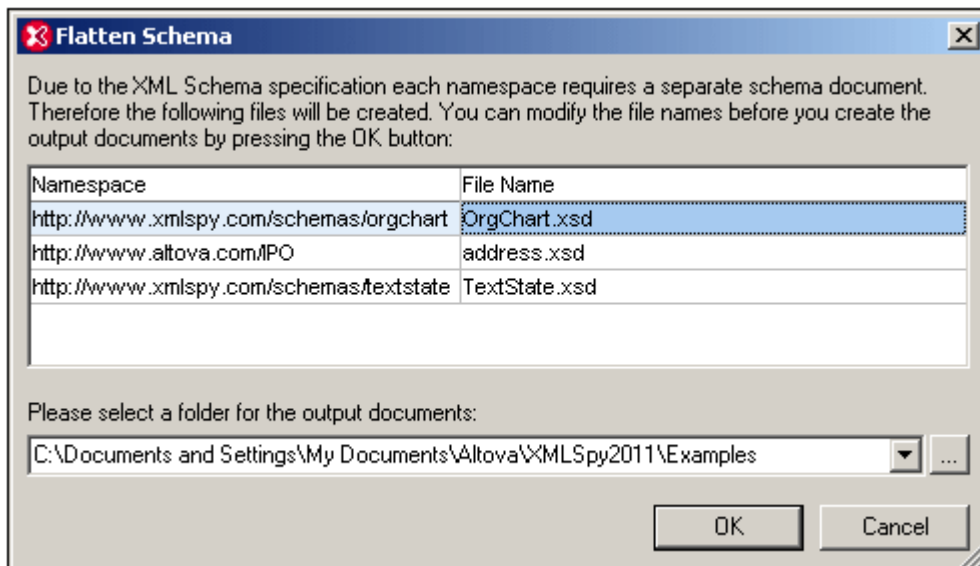 Flatten Schema
Due to the XML Schema specification each namespace requires a separate schema document.
Therefore the following files will be created. You can modify the file names before you create the
output documents by pressing the OK button:
Namespace File Name
http://www.xmlspy.com/schemas/orgchart OrgChart.xsd
http://www.altova.com/IPO address.xsd
http://www.xmlspy.com/schemas/textstate TextState.xsd
Please select a folder for the output documents:
C:\Documents and Settings\My Documents\Altova\XMLSpy2011\Examples ...
OK Cancel